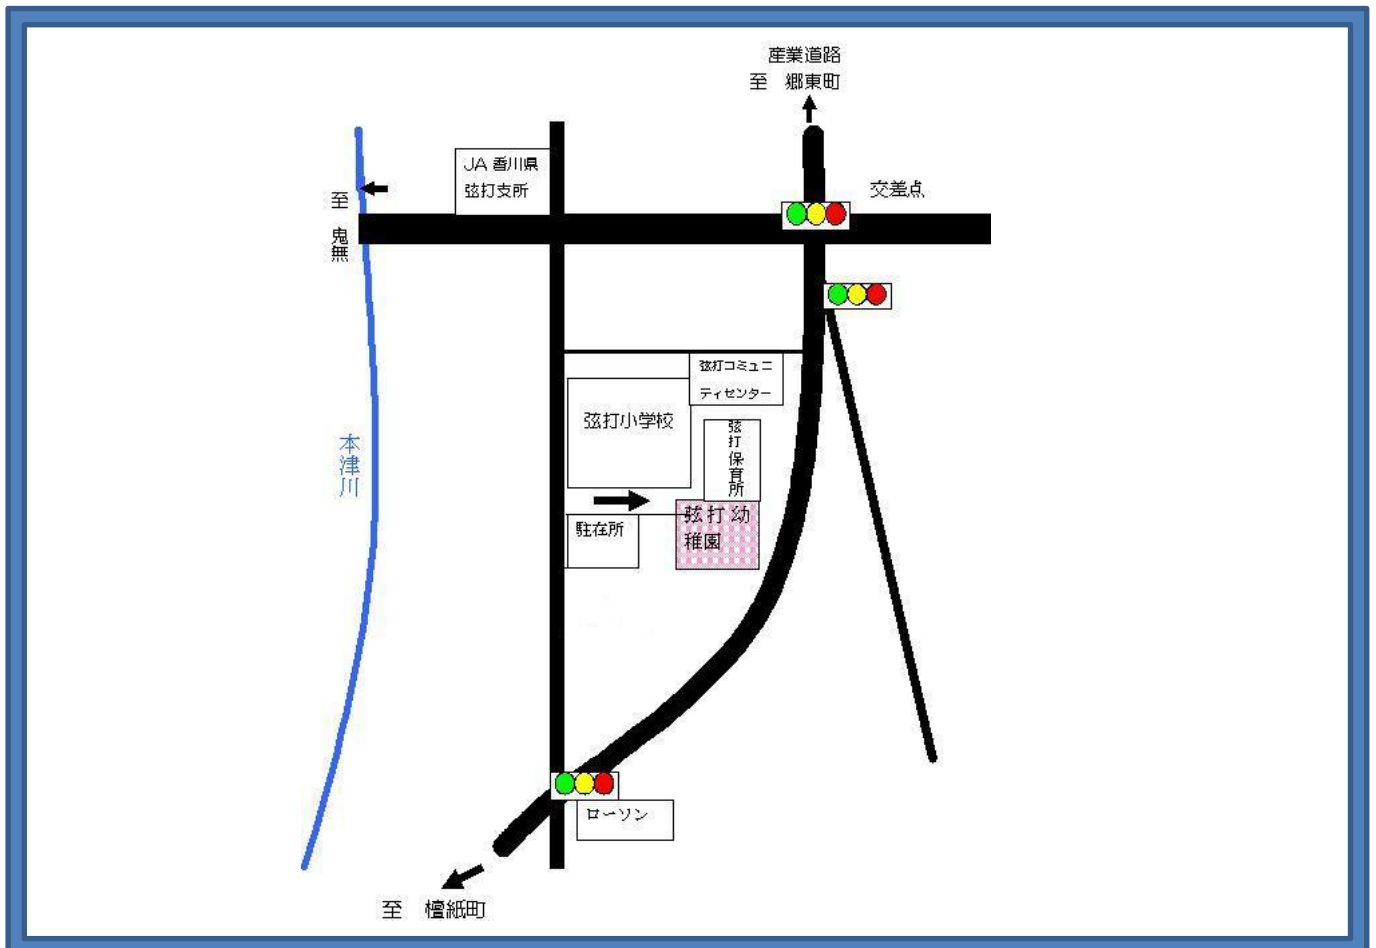 産業道路
至　郷東町
JA 香川県
弦打支所
交差点
至　鬼無
弦打コミュニ
ティセンター
弦打小学校
弦打保育所
本津川
弦打幼
稚園
駐在所
ローソン
至　檀紙町